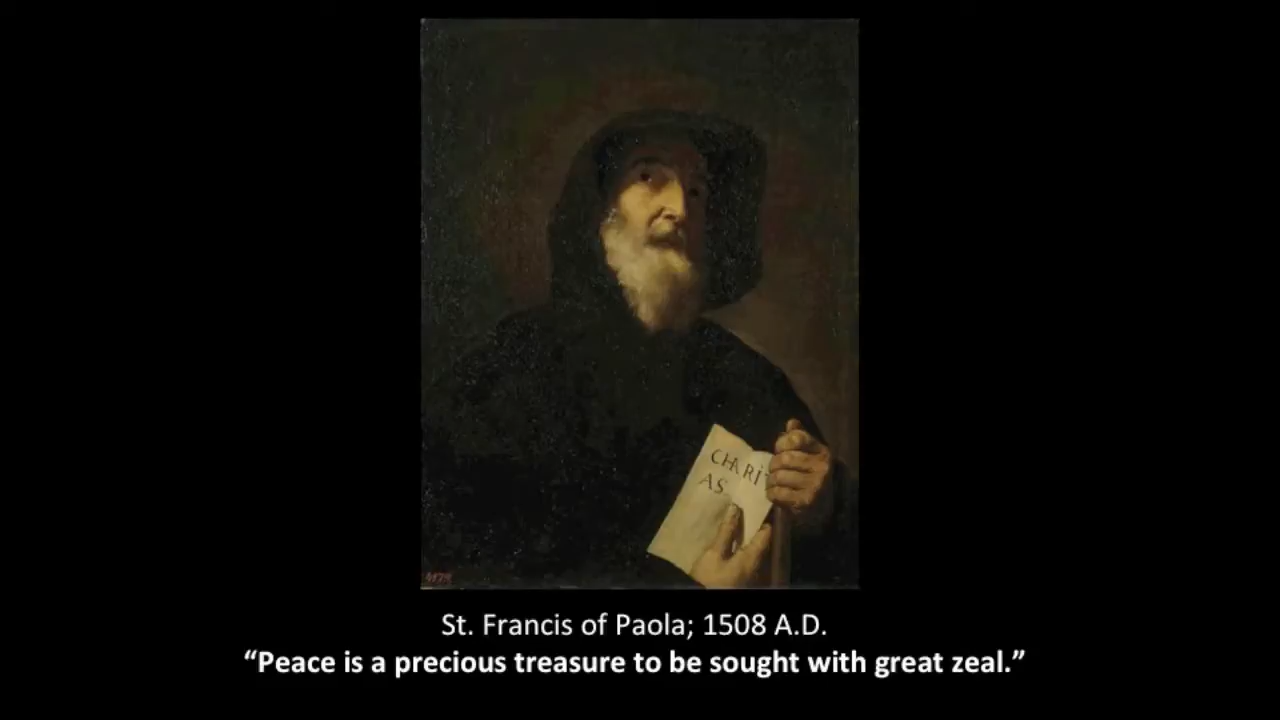 CHARIT
AS
St. Francis of Paola; 1508 A.D.
“Peace is a precious treasure to be sought with great zeal.”